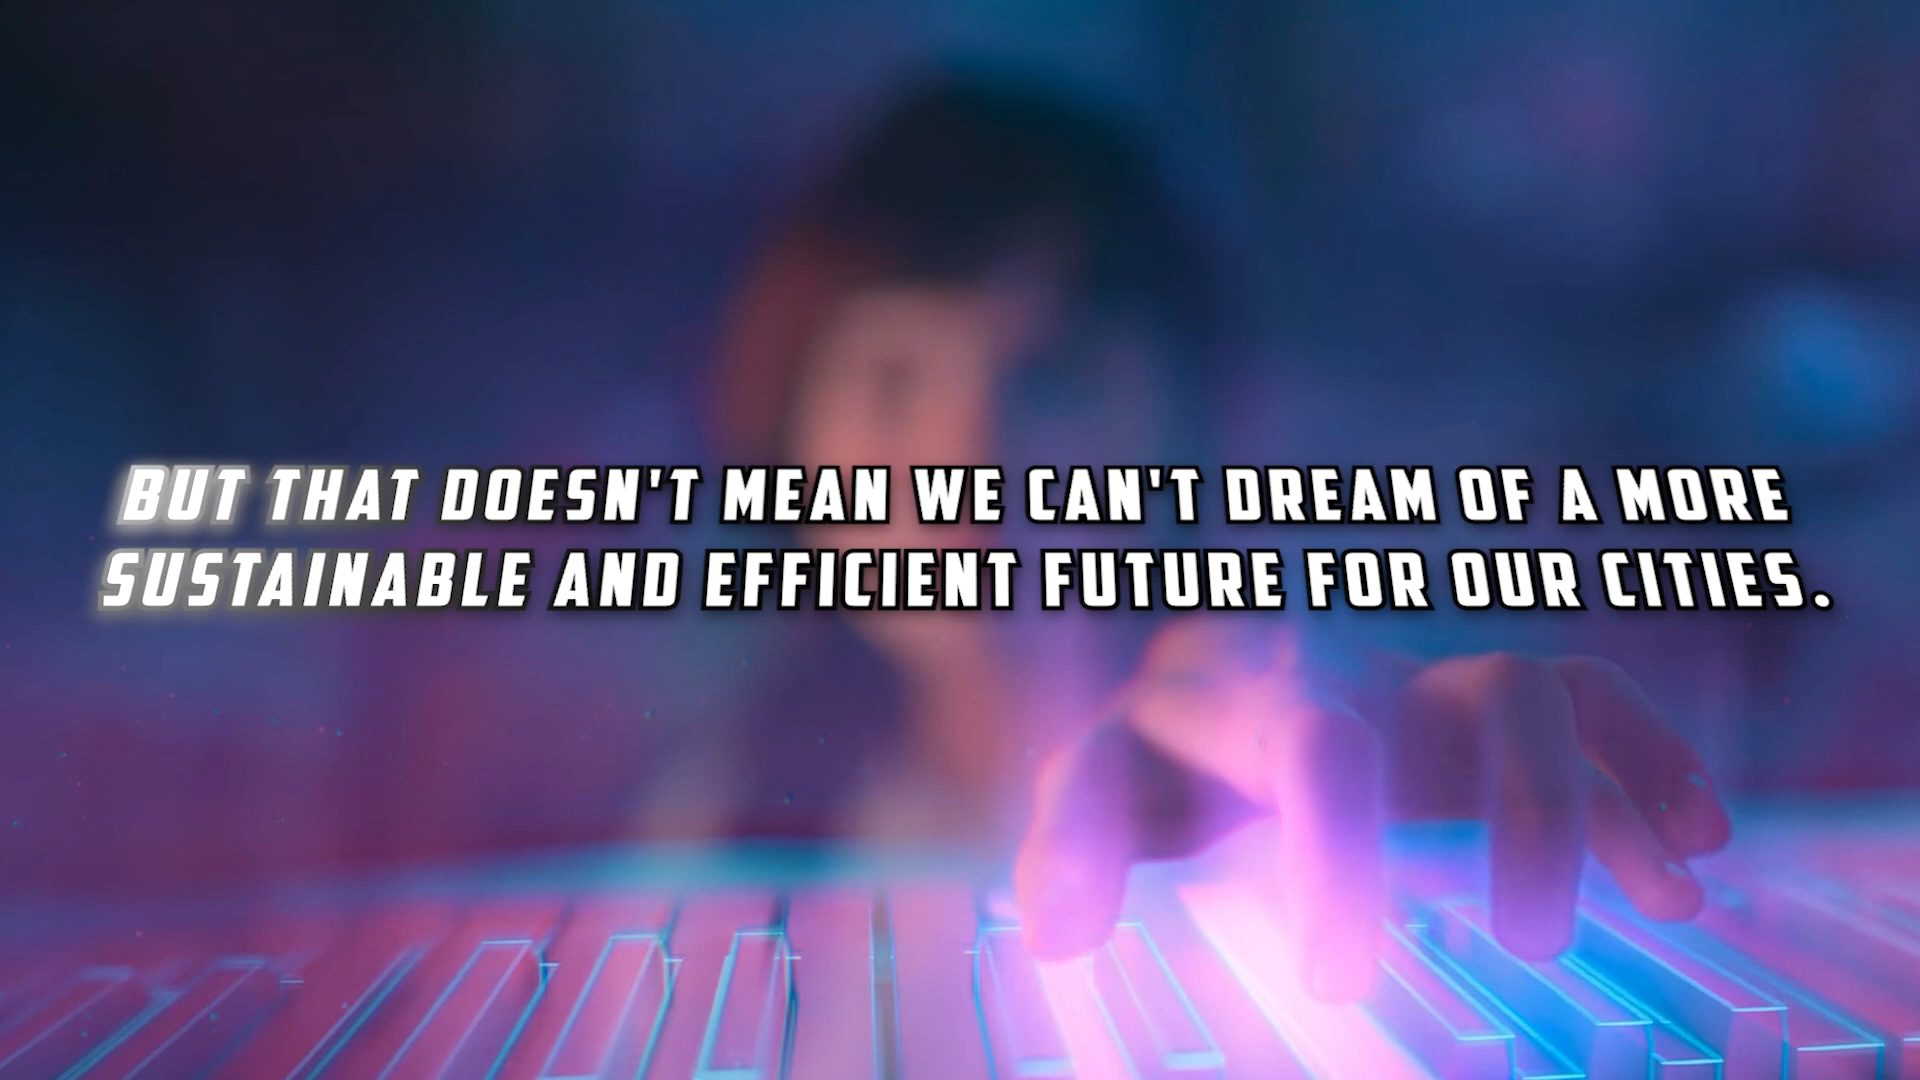 BUT THAT DOESN'T MEAN WE CAN'T DREAM OF A MORE
SUSTAINABLE AND EFFICIENT FUTURE FOR OUR CITIES.